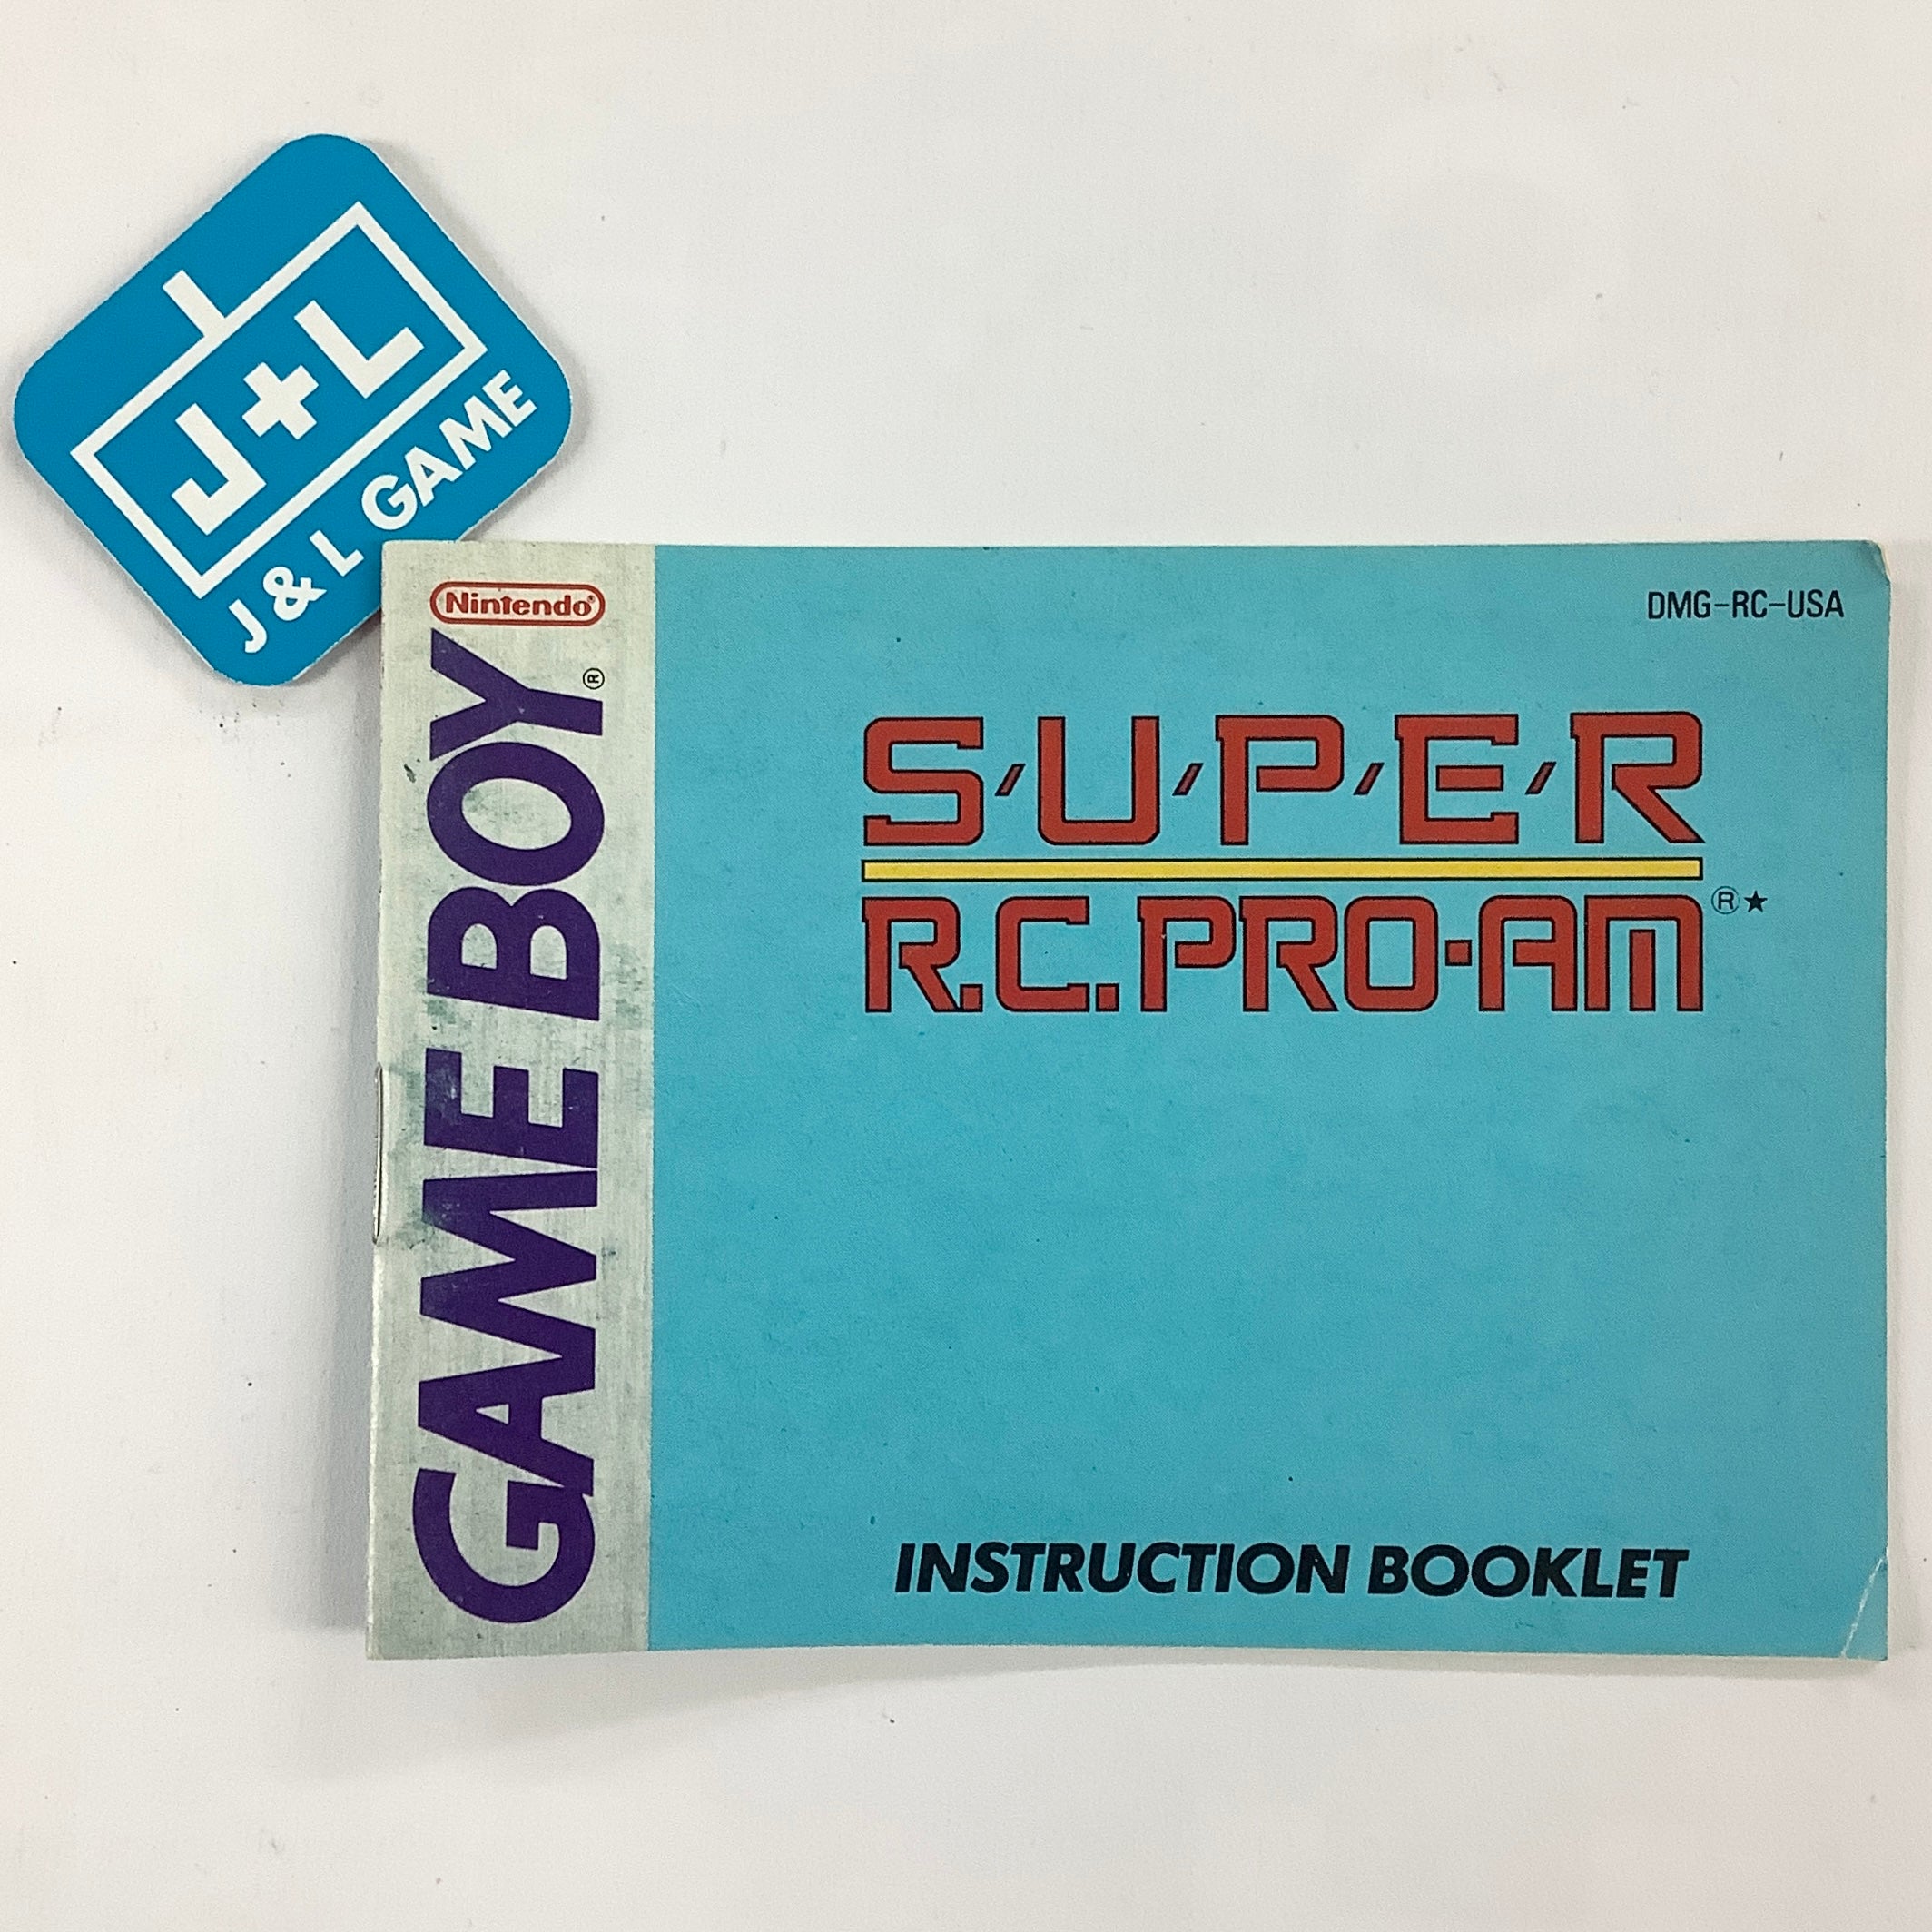 J+L
J & L GAME
Nintendo®
GAME BOY®
DMG-RC-USA
S'U'P'E'R
R.C. PRO·AM®★
INSTRUCTION BOOKLET